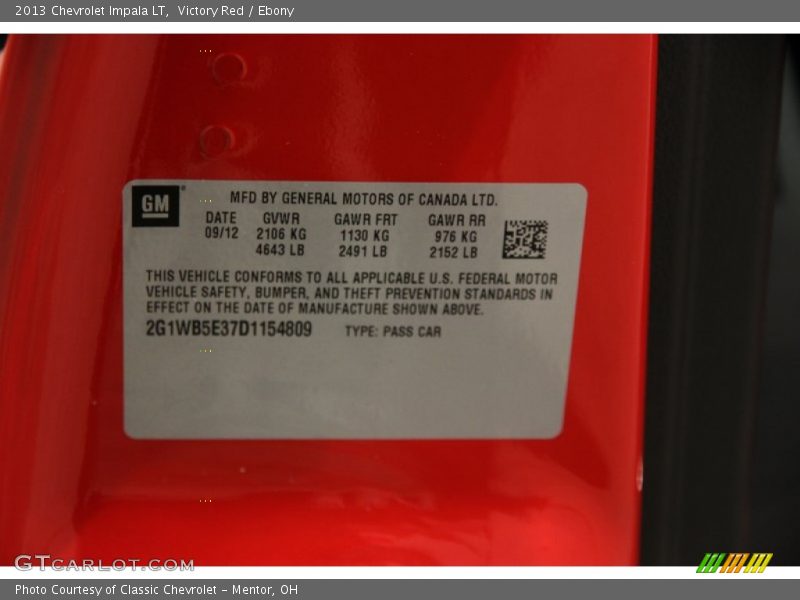 2013 Chevrolet Impala LT, Victory Red / Ebony
GM
MFD BY GENERAL MOTORS OF CANADA LTD.
DATE GVWR GAWR FRT GAWR RR
09/12 2106 KG 1130 KG 976 KG
4643 LB 2491 LB 2152 LB
THIS VEHICLE CONFORMS TO ALL APPLICABLE U.S. FEDERAL MOTOR
VEHICLE SAFETY, BUMPER, AND THEFT PREVENTION STANDARDS IN
EFFECT ON THE DATE OF MANUFACTURE SHOWN ABOVE.
2G1WB5E37D1154809 TYPE: PASS CAR
GTCARLOT.COM
Photo Courtesy of Classic Chevrolet - Mentor, OH